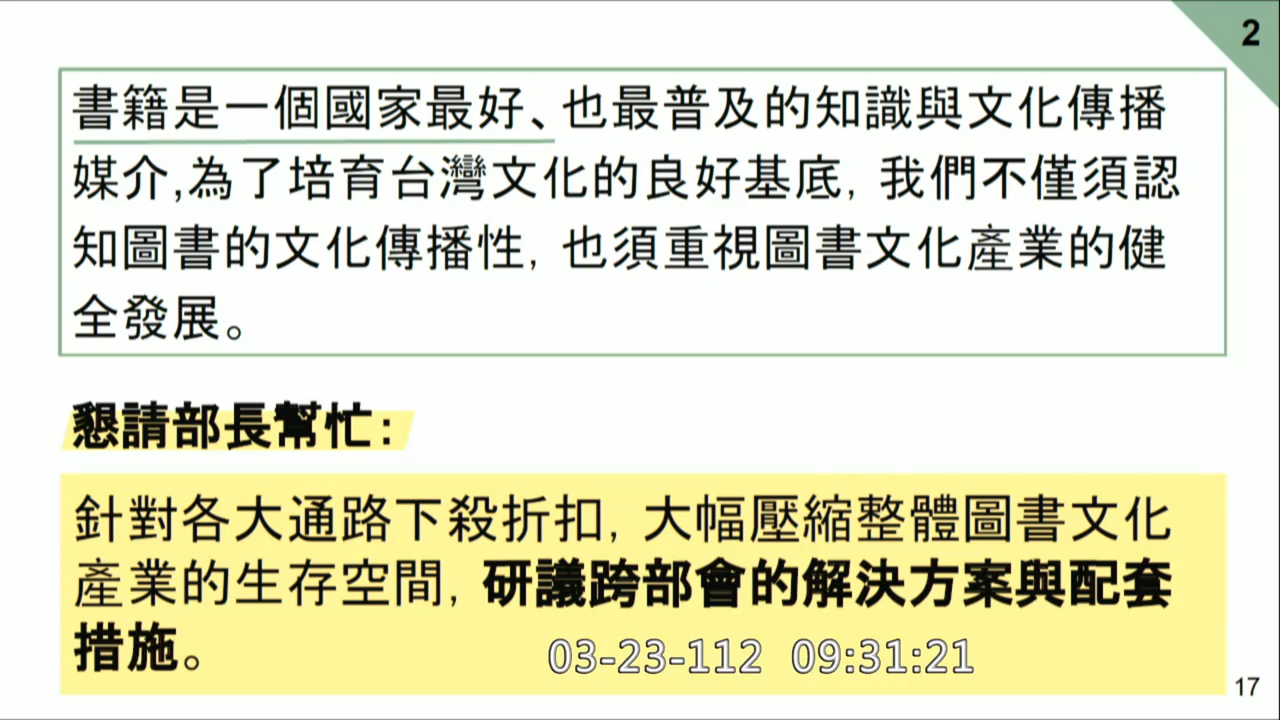 2
書籍是一個國家最好、也最普及的知識與文化傳播
媒介,為了培育台灣文化的良好基底，我們不僅須認
知圖書的文化傳播性，也須重視圖書文化產業的健
全發展。
懇請部長幫忙：
針對各大通路下殺折扣，大幅壓縮整體圖書文化
產業的生存空間，研議跨部會的解決方案與配套
措施。
03-23-112 09:31:21
17